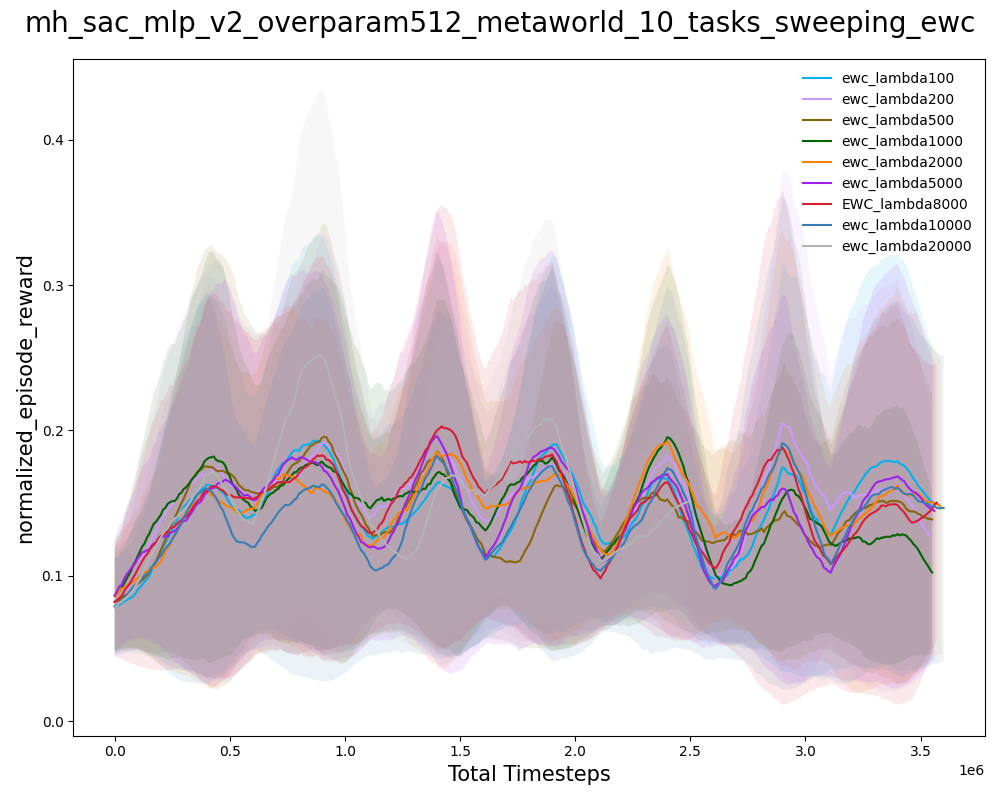 mh_sac_mlp_v2_overparam512_metaworld_10_tasks_sweeping_ewc
ewc_lambda100
ewc_lambda200
ewc_lambda500
ewc_lambda1000
ewc_lambda2000
ewc_lambda5000
EWC_lambda8000
ewc_lambda10000
ewc_lambda20000
normalized_episode_reward
0.4
0.3
0.2
0.1
0.0
0.0 0.5 1.0 1.5 2.0 2.5 3.0 3.5
1e6
Total Timesteps